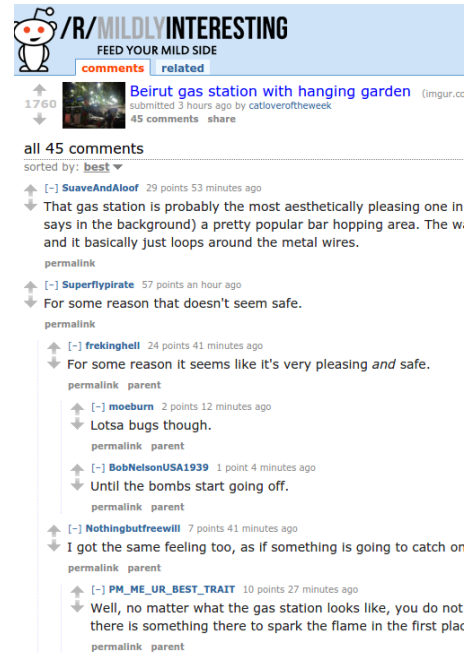 /R/MILDLYINTERESTING
FEED YOUR MILD SIDE
comments related
Beirut gas station with hanging garden (imgur.co
1760 submitted 3 hours ago by catloveroftheweek
45 comments share
all 45 comments
sorted by: best
[-] SuaveAndAloof 29 points 53 minutes ago
That gas station is probably the most aesthetically pleasing one in
says in the background) a pretty popular bar hopping area. The wa
and it basically just loops around the metal wires.
permalink
[-] Superflypirate 57 points an hour ago
For some reason that doesn't seem safe.
permalink
[-] frekinghell 24 points 41 minutes ago
For some reason it seems like it's very pleasing and safe.
permalink parent
[-] moeburn 2 points 12 minutes ago
Lotsa bugs though.
permalink parent
[-] BobNelsonUSA1939 1 point 4 minutes ago
Until the bombs start going off.
permalink parent
[-] Nothingbutfreewill 7 points 41 minutes ago
I got the same feeling too, as if something is going to catch on
permalink parent
[-] PM_ME_UR_BEST_TRAIT 10 points 27 minutes ago
Well, no matter what the gas station looks like, you do not
there is something there to spark the flame in the first plac
permalink parent